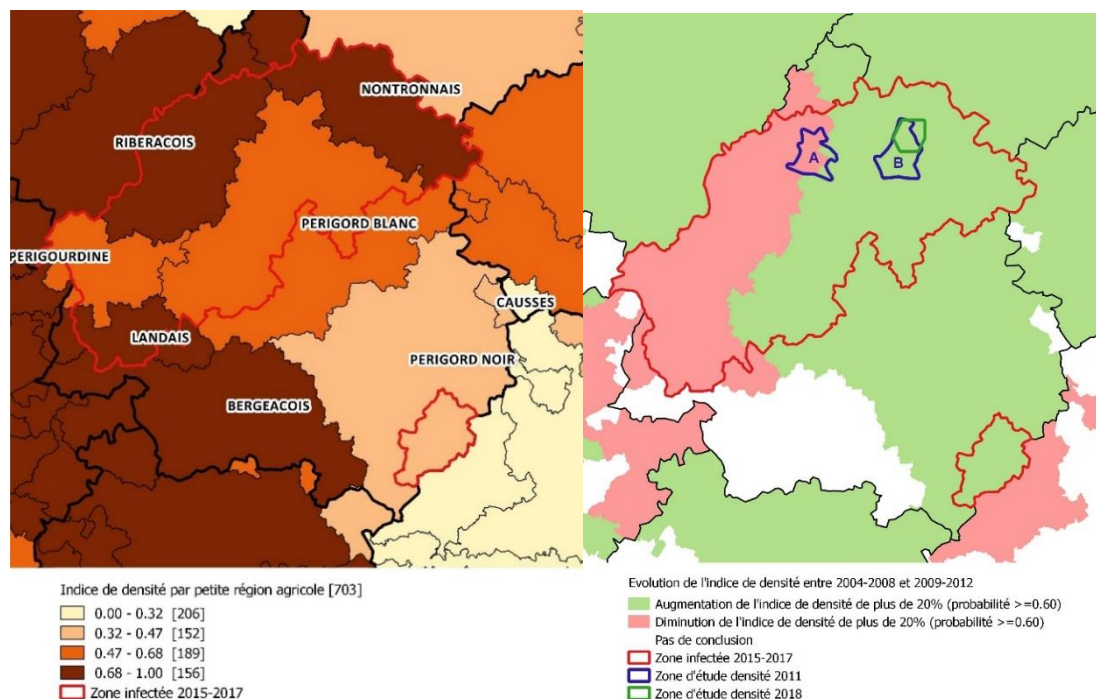 NONTRONNAIS
RIBERACOIS
PERIGORD BLANC
PERIGOURDINE
CAUSSES
LANDAIS
PERIGORD NOIR
BERGEACOIS
Indice de densité par petite région agricole [703]
0.00 - 0.32 [206]
0.32 - 0.47 [152]
0.47 - 0.68 [189]
0.68 - 1.00 [156]
Zone infectée 2015-2017
A
B
Evolution de l'indice de densité entre 2004-2008 et 2009-2012
Augmentation de l'indice de densité de plus de 20% (probabilité >=0.60)
Diminution de l'indice de densité de plus de 20% (probabilité >=0.60)
Pas de conclusion
Zone infectée 2015-2017
Zone d'étude densité 2011
Zone d'étude densité 2018